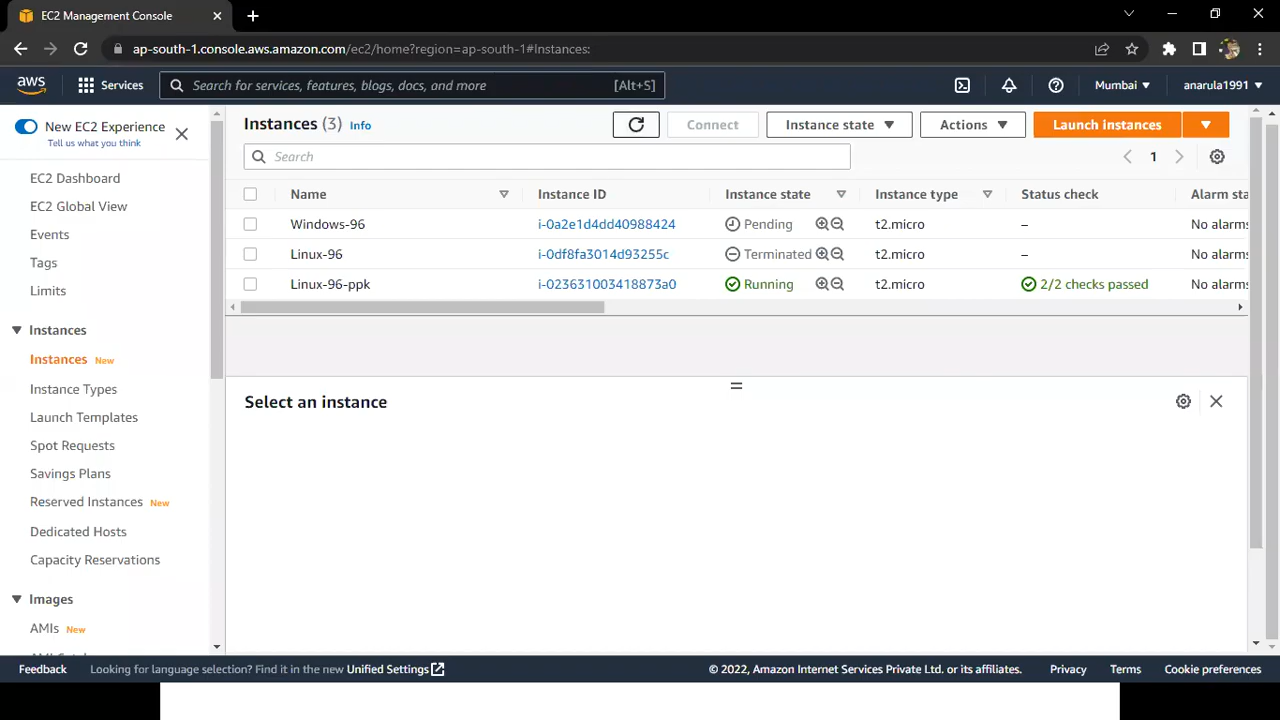 EC2 Management Console
ap-south-1.console.aws.amazon.com/ec2/home?region=ap-south-1#Instances:
aws
Services
Search for services, features, blogs, docs, and more
[Alt+S]
Mumbai
anarula1991
New EC2 Experience
Tell us what you think
EC2 Dashboard
EC2 Global View
Events
Tags
Limits
Instances
Instances New
Instance Types
Launch Templates
Spot Requests
Savings Plans
Reserved Instances New
Dedicated Hosts
Capacity Reservations
Images
AMIs New
Instances (3) Info
Connect
Instance state
Actions
Launch instances
Search
1
Name Instance ID Instance state Instance type Status check Alarm sta
Windows-96 i-0a2e1d4dd40988424 Pending t2.micro – No alarms
Linux-96 i-0df8fa3014d93255c Terminated t2.micro – No alarms
Linux-96-ppk i-023631003418873a0 Running t2.micro 2/2 checks passed No alarms
Select an instance
Feedback
Looking for language selection? Find it in the new Unified Settings
© 2022, Amazon Internet Services Private Ltd. or its affiliates.
Privacy
Terms
Cookie preferences